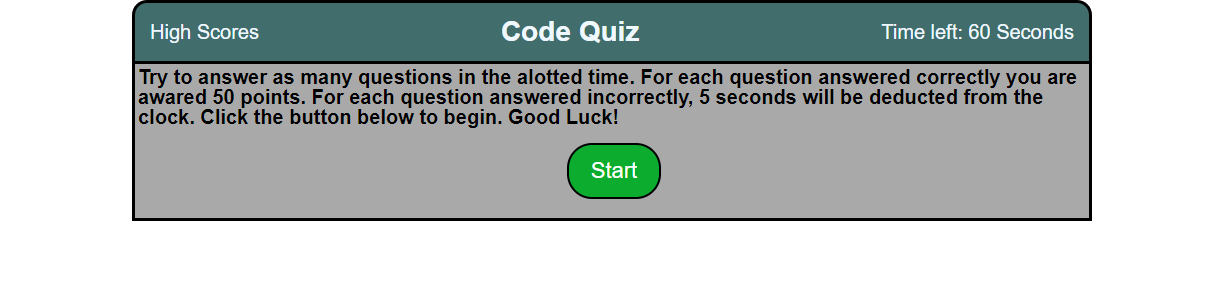 High Scores
Code Quiz
Time left: 60 Seconds
Try to answer as many questions in the alotted time. For each question answered correctly you are
awared 50 points. For each question answered incorrectly, 5 seconds will be deducted from the
clock. Click the button below to begin. Good Luck!
Start